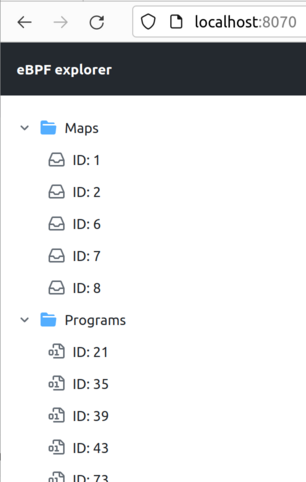 localhost:8070
eBPF explorer
Maps
ID: 1
ID: 2
ID: 6
ID: 7
ID: 8
Programs
ID: 21
ID: 35
ID: 39
ID: 43
ID: 73